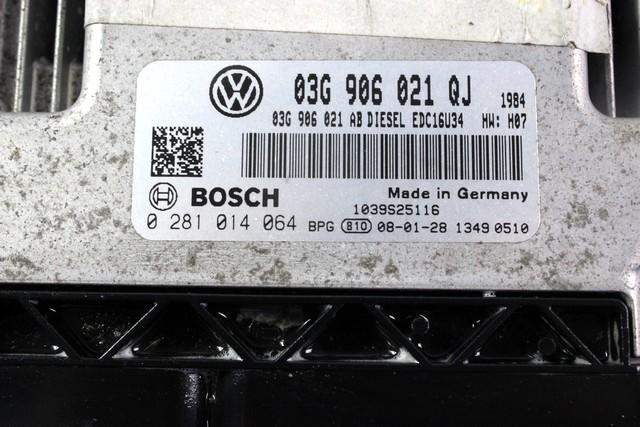 03G 906 021 QJ 1984
03G 906 021 AB DIESEL EDC16U34 HW: H07
BOSCH Made in Germany
1039S25116
0 281 014 064 BPG 810 08-01-28 1349 0510